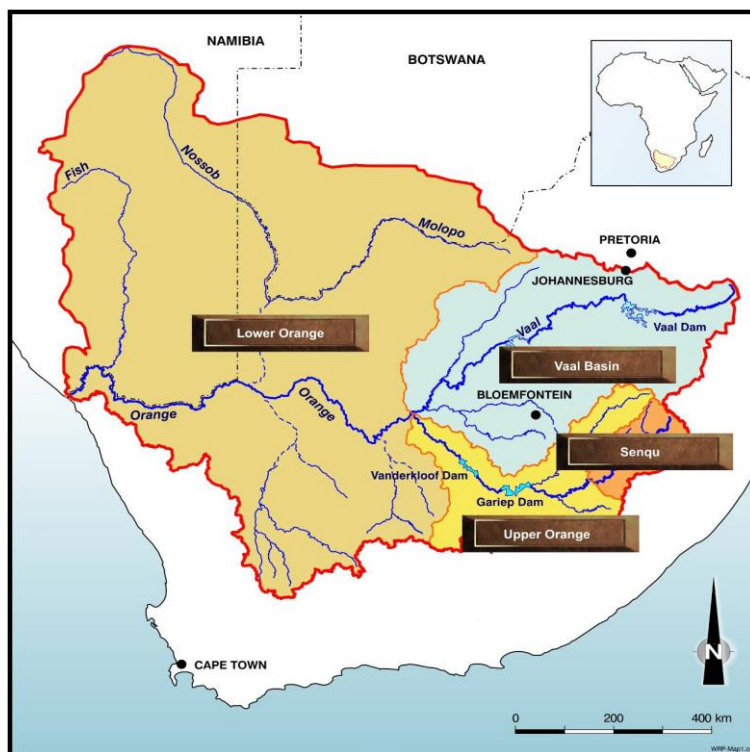 NAMIBIA
BOTSWANA
Fish
Nossob
Molopo
PRETORIA
JOHANNESBURG
Lower Orange
Vaal
Vaal Dam
Vaal Basin
BLOEMFONTEIN
Orange
Orange
Senqu
Vanderkloof Dam
Gariep Dam
Upper Orange
CAPE TOWN
N
0 200 400 km